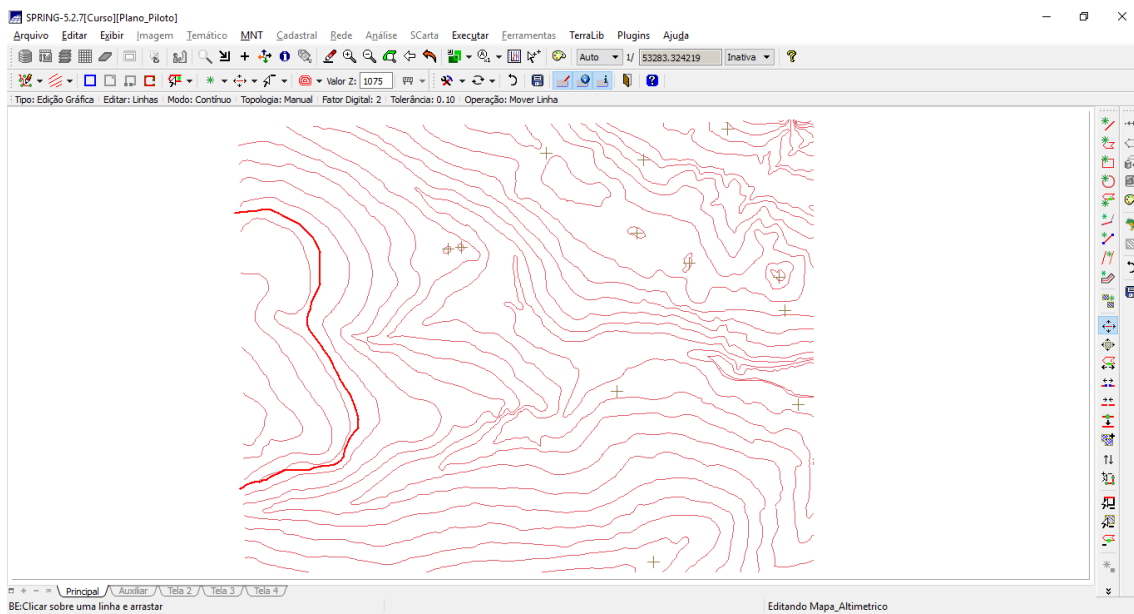 SPRING-5.2.7[Curso][Plano_Piloto]
Arquivo Editar Exibir Imagem Temático MNT Cadastral Rede Análise SCarta Executar Ferramentas TerraLib Plugins Ajuda
Auto 1/ 53283.324219 Inativa
Valor Z: 1075
Tipo: Edição Gráfica Editar: Linhas Modo: Contínuo Topologia: Manual Fator Digital: 2 Tolerância: 0.10 Operação: Mover Linha
Principal Auxiliar Tela 2 Tela 3 Tela 4
BE:Clicar sobre uma linha e arrastar Editando Mapa_Altimetrico